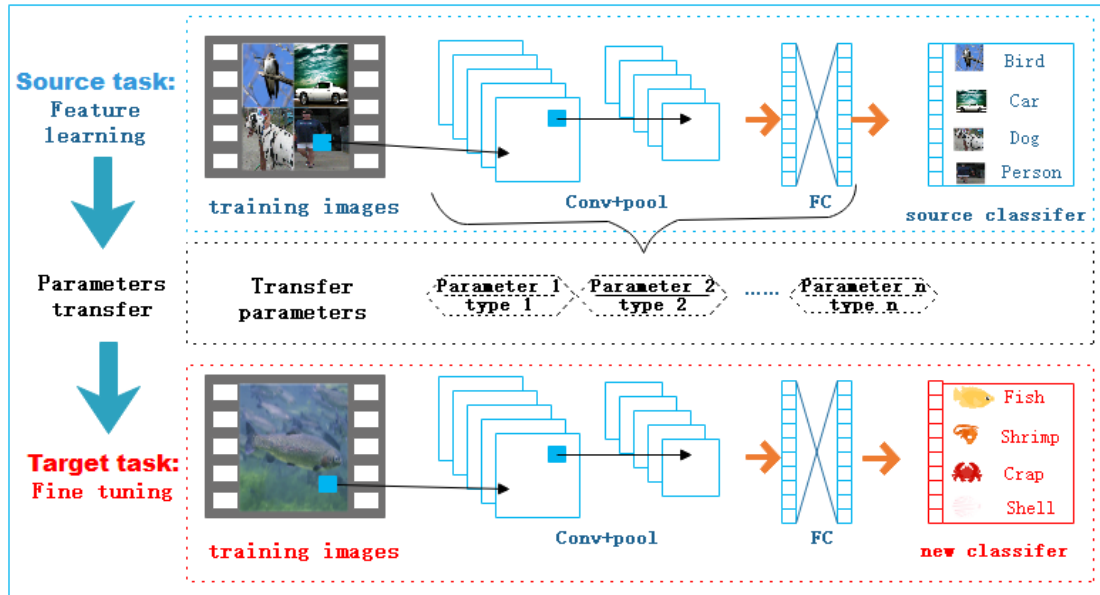 Source task:
Feature
learning
training images
Conv+pool
FC
Bird
Car
Dog
Person
source classifer
Parameters
transfer
Transfer
parameters
Parameter 1
type 1
Parameter 2
type 2
······
Parameter n
type n
Target task:
Fine tuning
training images
Conv+pool
FC
Fish
Shrimp
Crap
Shell
new classifer